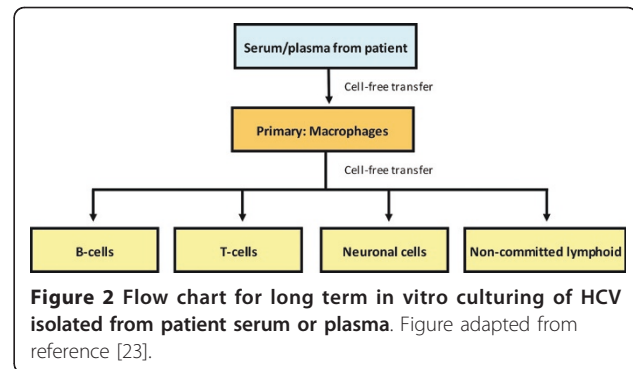 Serum/plasma from patient
Cell-free transfer
Primary: Macrophages
Cell-free transfer
B-cells
T-cells
Neuronal cells
Non-committed lymphoid
Figure 2 Flow chart for long term in vitro culturing of HCV
isolated from patient serum or plasma. Figure adapted from
reference [23].